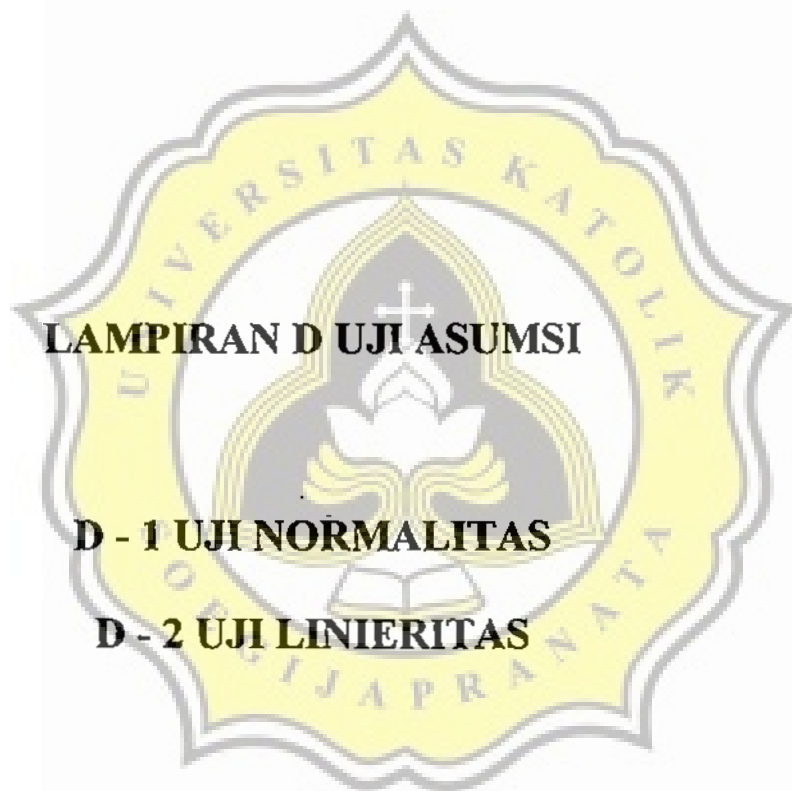 LAMPIRAN D UJI ASUMSI
D - 1 UJI NORMALITAS
D - 2 UJI LINIERITAS
UNIVERSITAS KATOLIK
SOEGIJAPRANATA